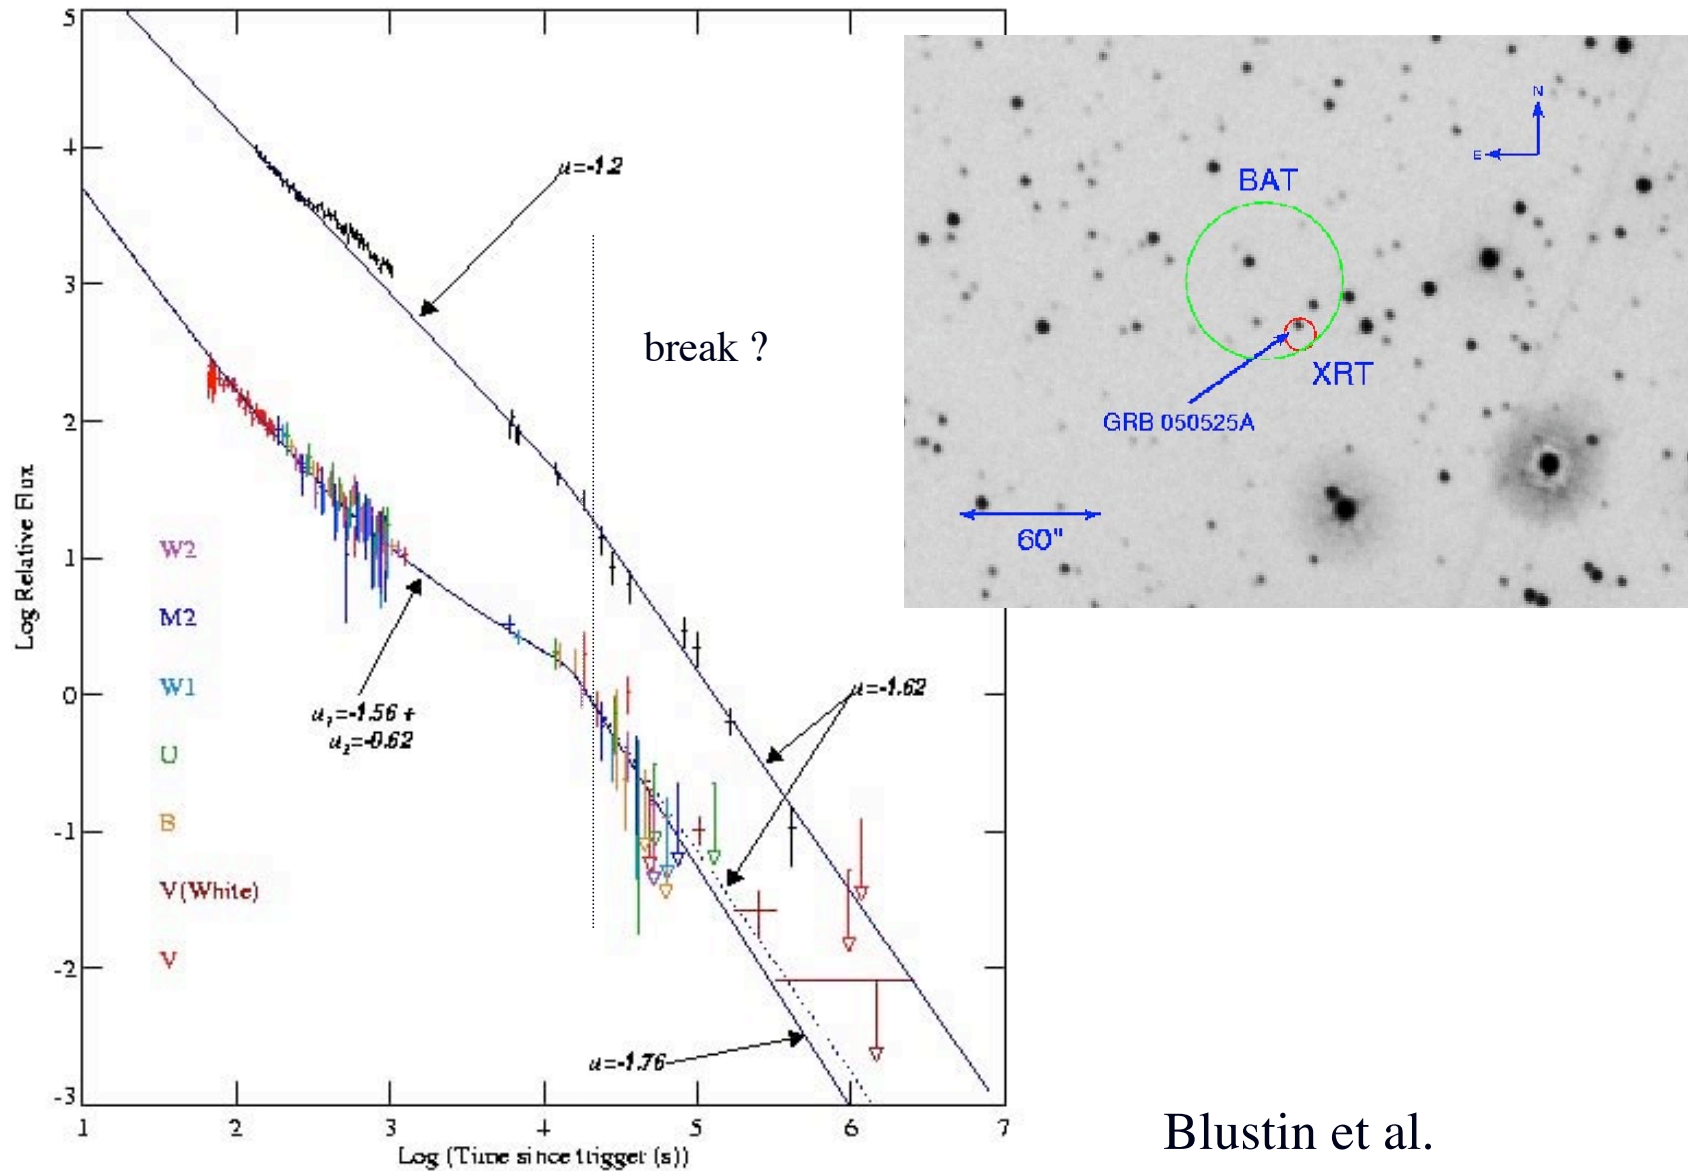 5
4
3
2
1
0
-1
-2
-3
Log Relative Flux
1 2 3 4 5 6 7
Log (Time since trigger (s))
α=-1.2
break ?
α=-1.62
α₁=-1.56 +
α₂=-0.62
α=-1.76
W2
M2
W1
U
B
V(White)
V
N
E
BAT
XRT
GRB 050525A
60"
Blustin et al.